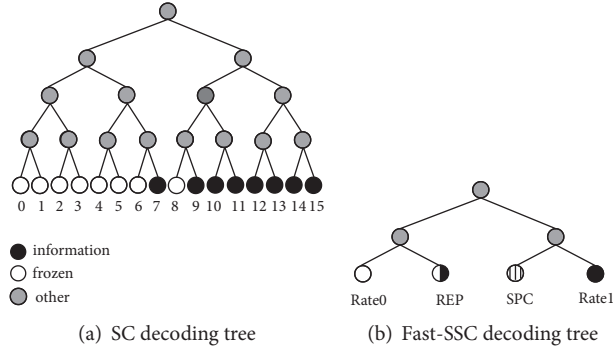 0 1 2 3 4 5 6 7 8 9 10 11 12 13 14 15
information
frozen
other
Rate0 REP SPC Rate1
(a) SC decoding tree
(b) Fast-SSC decoding tree